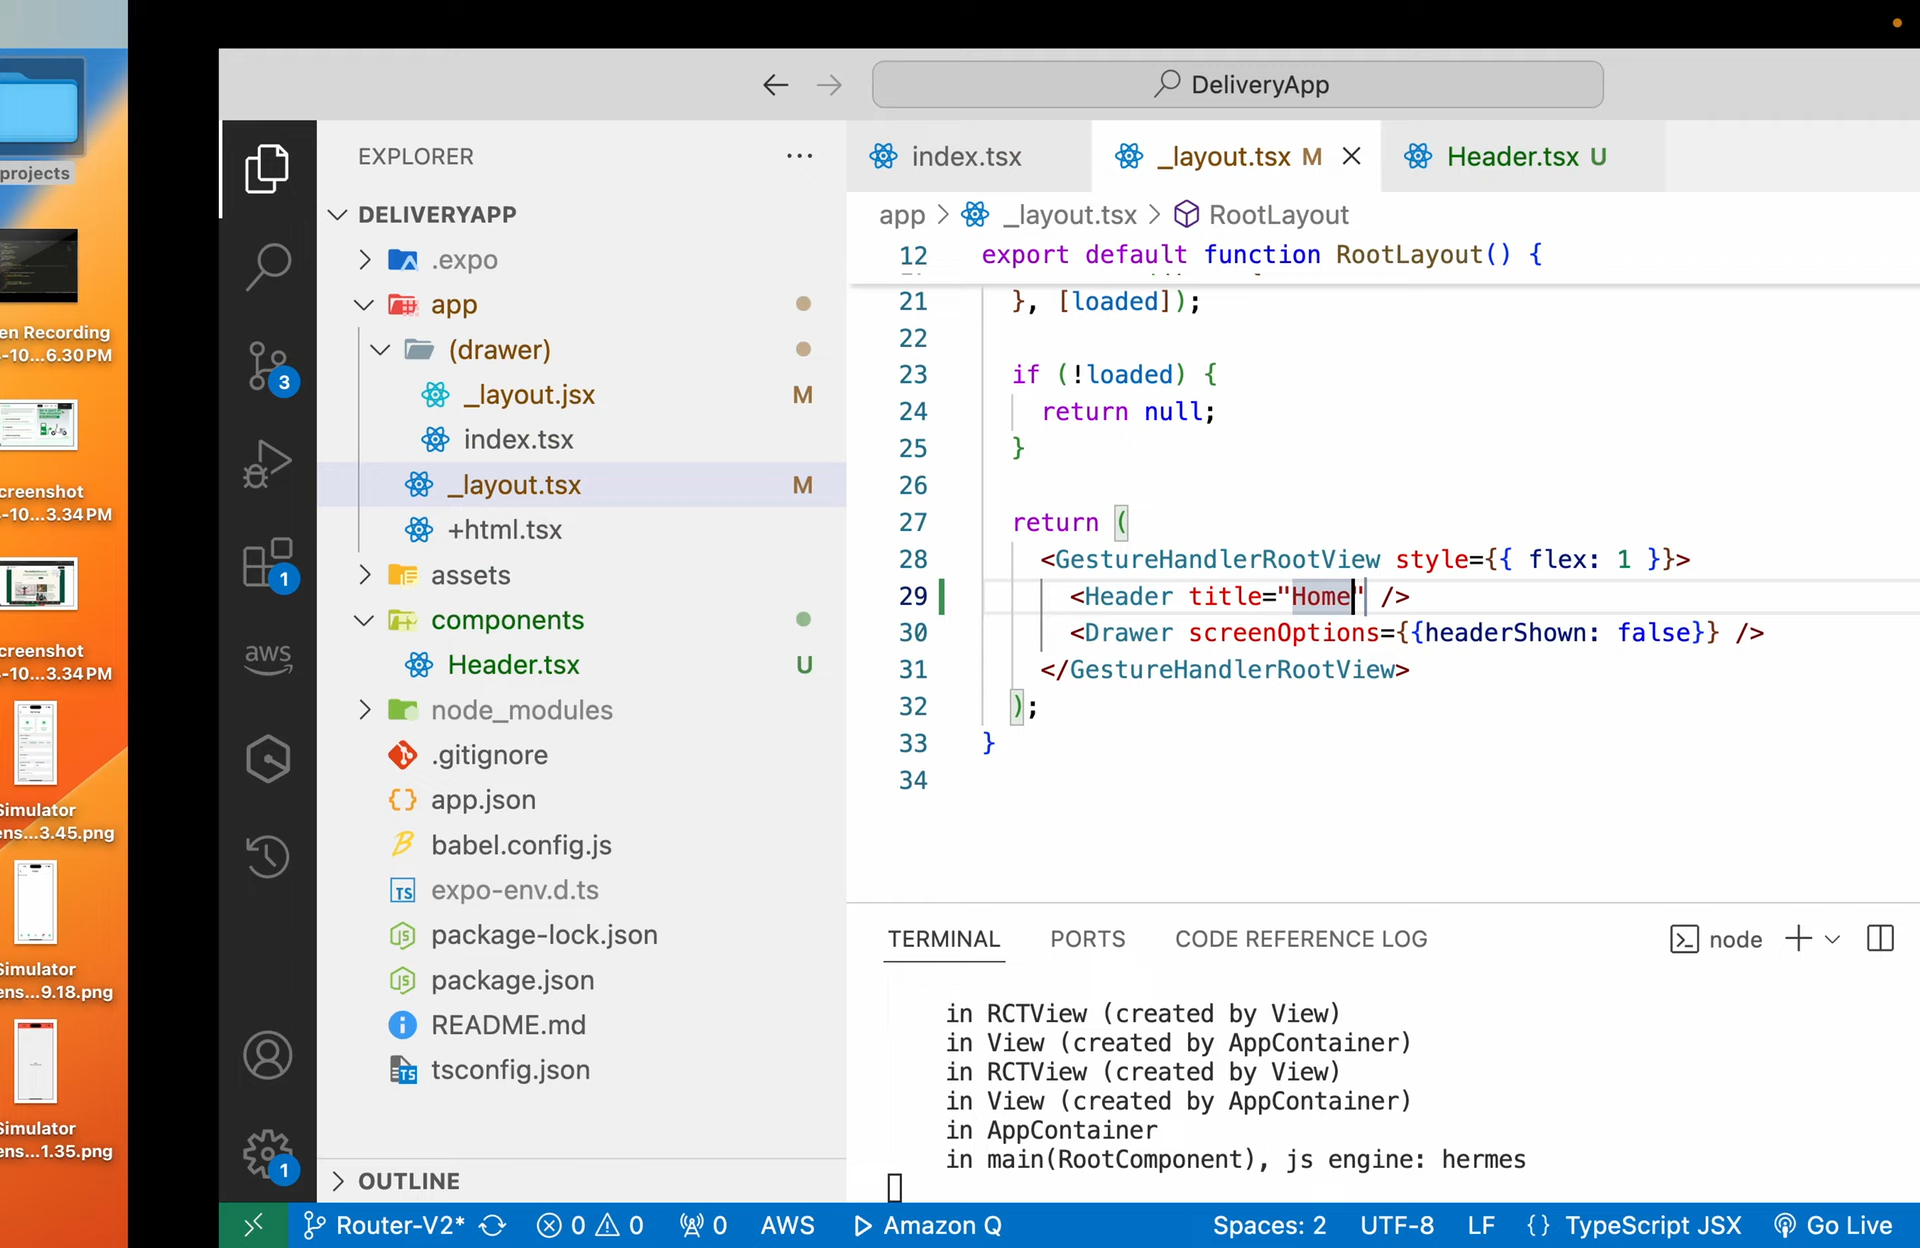 projects
en Recording
-10...6.30 PM
creenshot
-10...3.34 PM
creenshot
-10...3.34 PM
Simulator
ens...3.45.png
Simulator
ens...9.18.png
Simulator
ens...1.35.png
DeliveryApp
EXPLORER
DELIVERYAPP
.expo
app
(drawer)
_layout.jsx M
index.tsx
_layout.tsx M
+html.tsx
assets
components
Header.tsx U
node_modules
.gitignore
app.json
babel.config.js
expo-env.d.ts
package-lock.json
package.json
README.md
tsconfig.json
OUTLINE
3
1
aws
1
index.tsx
_layout.tsx M
Header.tsx U
app > _layout.tsx > RootLayout
12 export default function RootLayout() {
21 }, [loaded]);
22
23 if (!loaded) {
24 return null;
25 }
26
27 return (
28 <GestureHandlerRootView style={{ flex: 1 }}>
29 <Header title="Home" />
30 <Drawer screenOptions={{headerShown: false}} />
31 </GestureHandlerRootView>
32 );
33 }
34
TERMINAL PORTS CODE REFERENCE LOG
node
in RCTView (created by View)
in View (created by AppContainer)
in RCTView (created by View)
in View (created by AppContainer)
in AppContainer
in main(RootComponent), js engine: hermes
Router-V2* 0 0 0 AWS Amazon Q Spaces: 2 UTF-8 LF {} TypeScript JSX Go Live